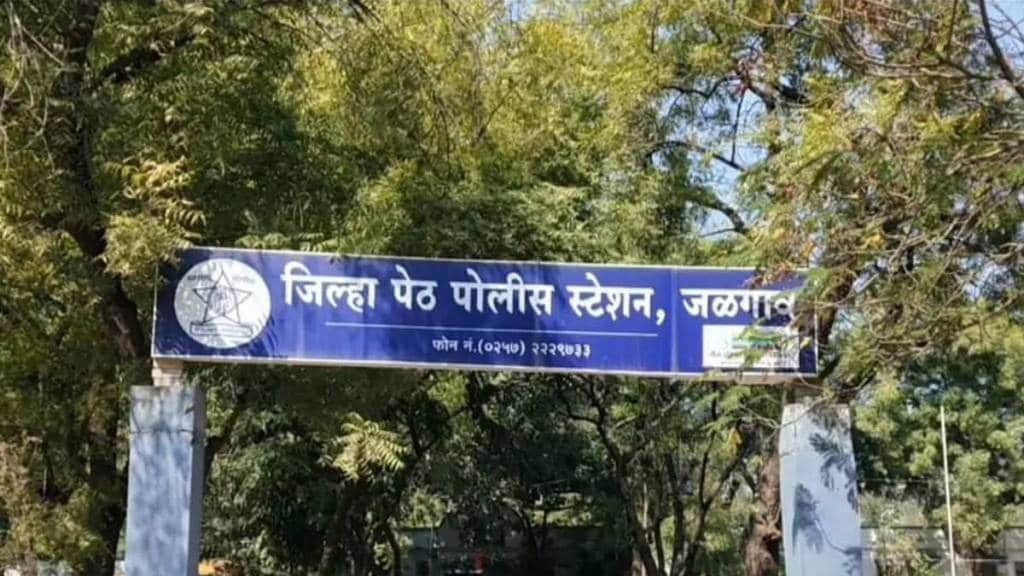 जिल्हा पेठ पोलीस स्टेशन, जळगाव
फोन नं.(०२५७) २२२९७३३